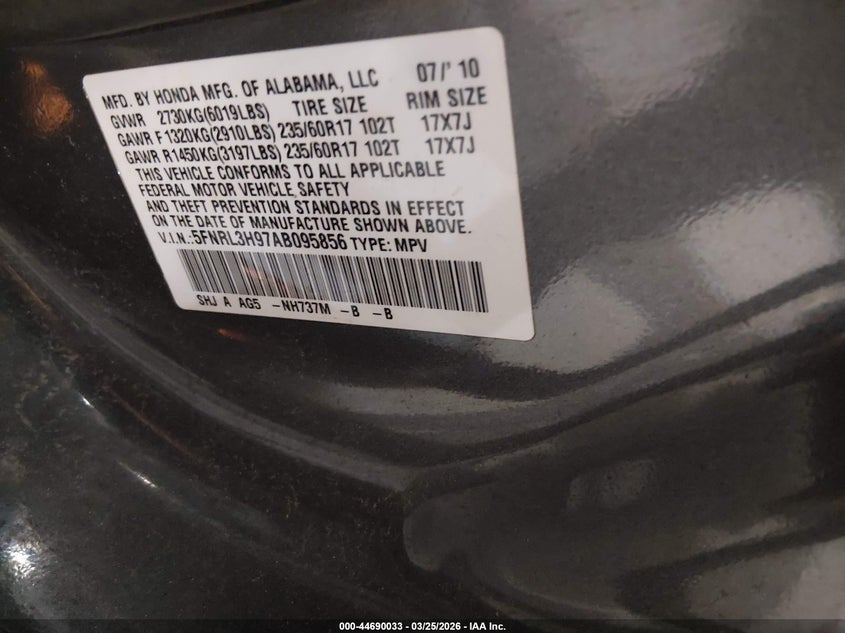 MFD. BY HONDA MFG. OF ALABAMA, LLC 07/' 10
GVWR 2730KG(6019LBS) TIRE SIZE RIM SIZE
GAWR F1320KG(2910LBS) 235/60R17 102T 17X7J
GAWR R1450KG(3197LBS) 235/60R17 102T 17X7J
THIS VEHICLE CONFORMS TO ALL APPLICABLE
FEDERAL MOTOR VEHICLE SAFETY
AND THEFT PREVENTION STANDARDS IN EFFECT
ON THE DATE OF MANUFACTURE SHOWN ABOVE.
V.I.N.:5FNRL3H97AB095856 TYPE: MPV
SHJ A AG5 -NH737M -B -B
000-44690033 - 03/25/2026 - IAA Inc.